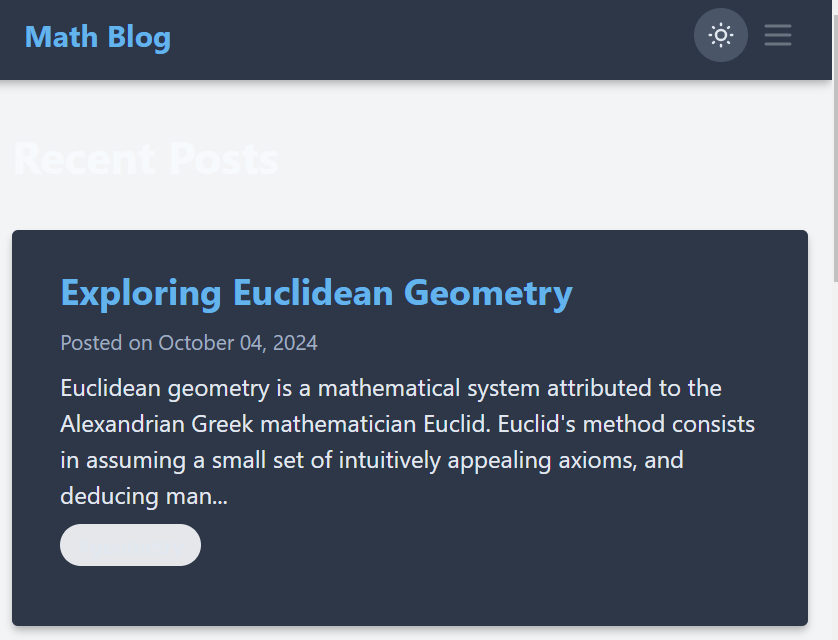 Math Blog
Recent Posts
Exploring Euclidean Geometry
Posted on October 04, 2024
Euclidean geometry is a mathematical system attributed to the
Alexandrian Greek mathematician Euclid. Euclid's method consists
in assuming a small set of intuitively appealing axioms, and
deducing man...